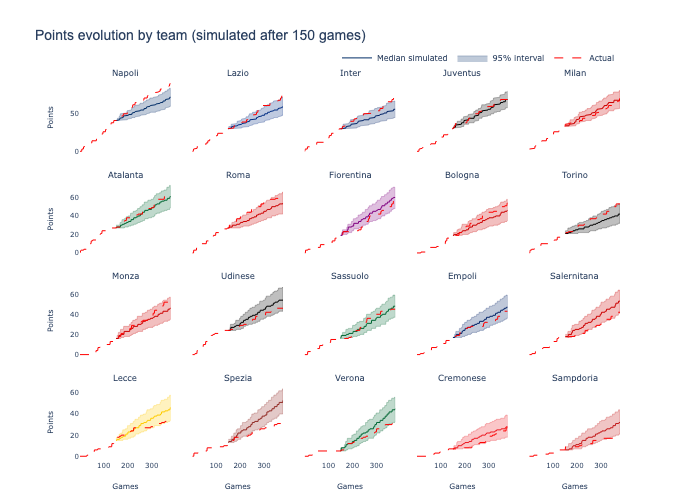 Points evolution by team (simulated after 150 games)
Median simulated 95% interval Actual
Napoli Lazio Inter Juventus Milan
50
0
Points
Atalanta Roma Fiorentina Bologna Torino
60
40
20
0
Points
Monza Udinese Sassuolo Empoli Salernitana
60
40
20
0
Points
Lecce Spezia Verona Cremonese Sampdoria
60
40
20
0
Points
100 200 300 100 200 300 100 200 300 100 200 300 100 200 300
Games Games Games Games Games